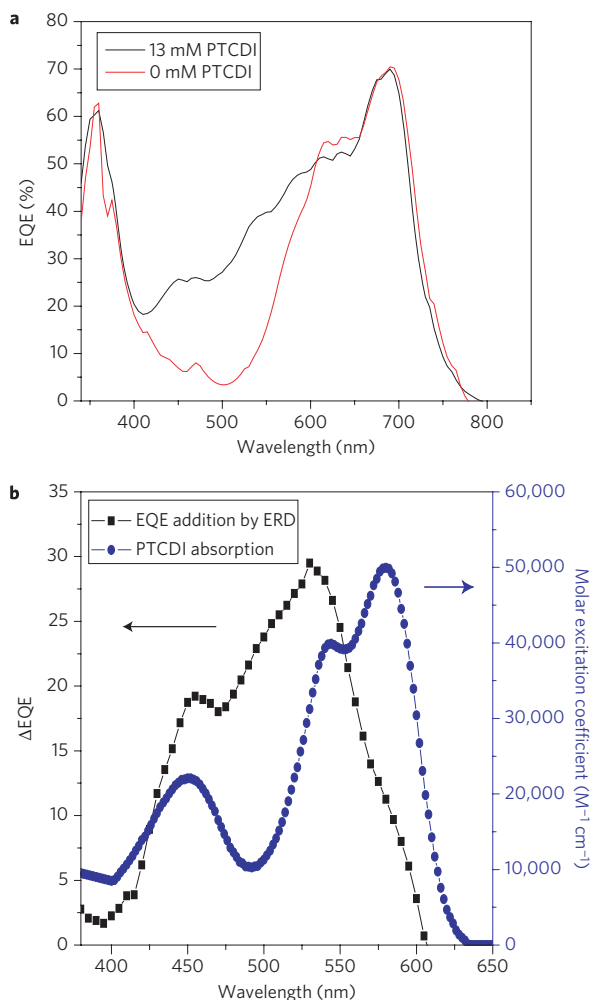 a
13 mM PTCDI
0 mM PTCDI
80
70
60
50
40
30
20
10
0
EQE (%)
400 500 600 700 800
Wavelength (nm)
b
EQE addition by ERD
PTCDI absorption
35
30
25
20
15
10
5
0
ΔEQE
60,000
50,000
40,000
30,000
20,000
10,000
0
Molar excitation coefficient (M⁻¹ cm⁻¹)
400 450 500 550 600 650
Wavelength (nm)